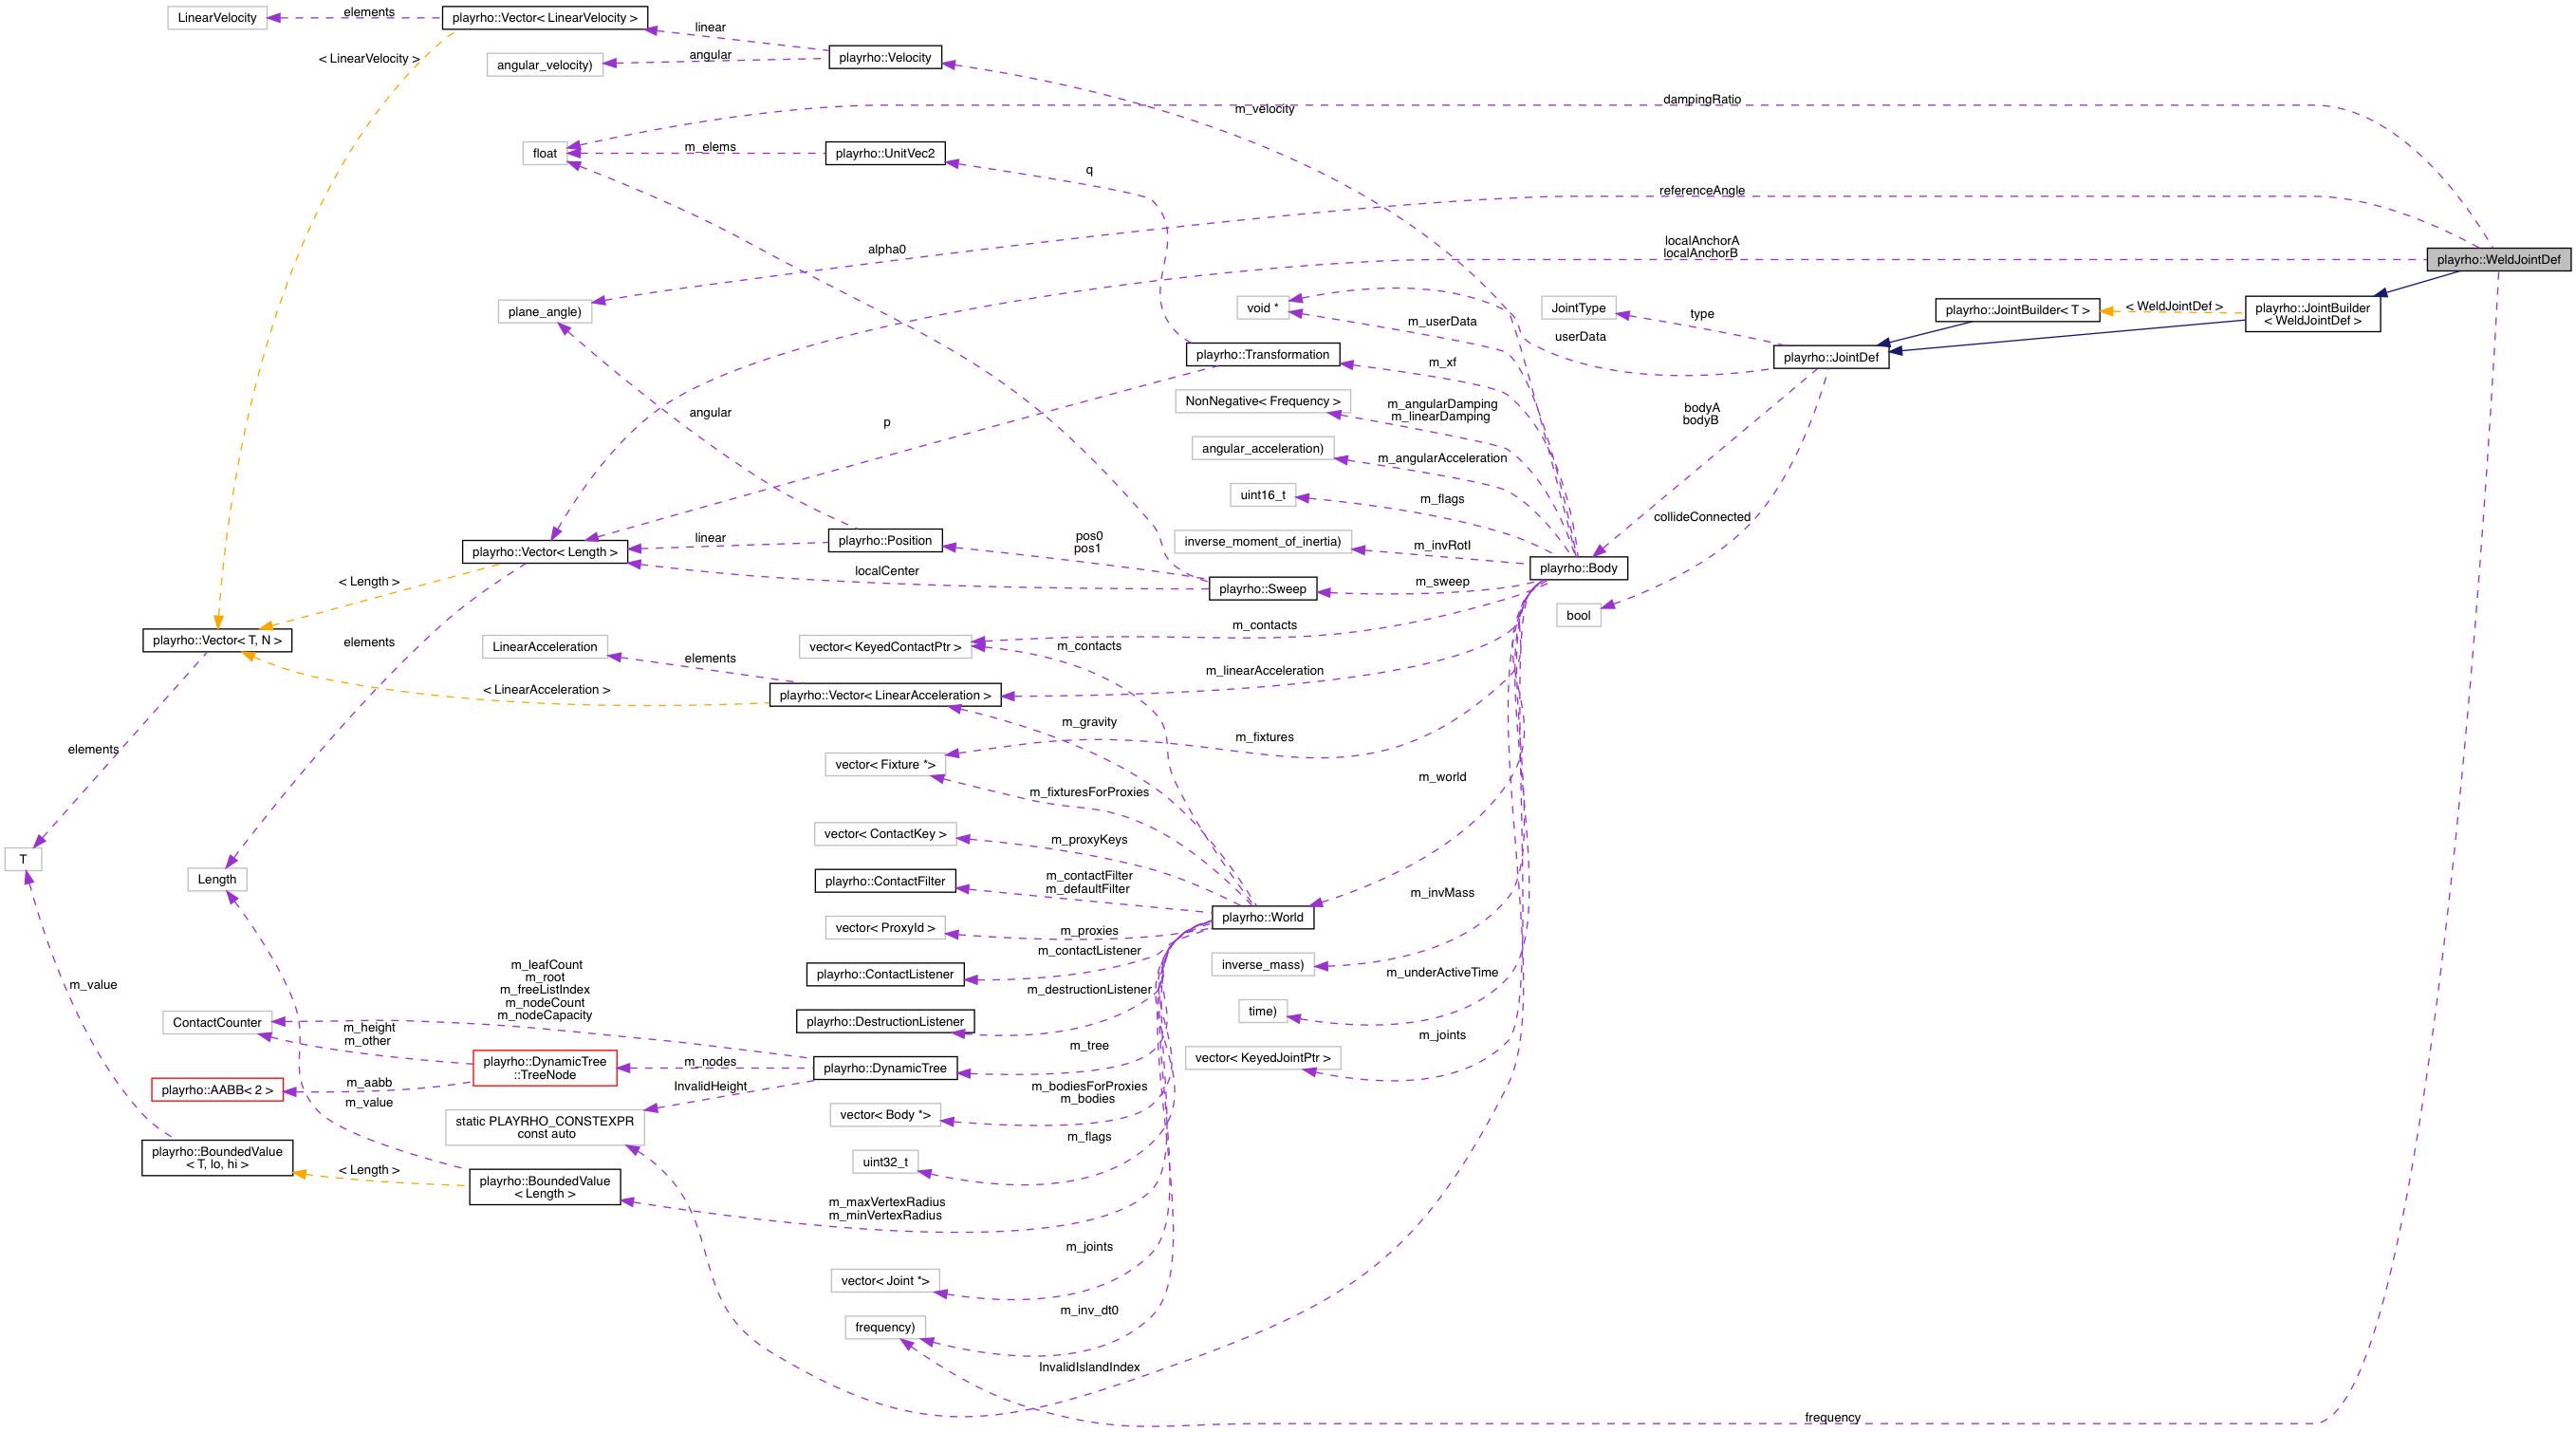 LinearVelocity
elements
playrho::Vector< LinearVelocity >
linear
< LinearVelocity >
angular_velocity)
angular
playrho::Velocity
m_velocity
dampingRatio
float
m_elems
playrho::UnitVec2
q
referenceAngle
alpha0
localAnchorA
localAnchorB
playrho::WeldJointDef
plane_angle)
void *
m_userData
userData
JointType
type
playrho::JointBuilder< T >
< WeldJointDef >
playrho::JointBuilder
< WeldJointDef >
playrho::Transformation
m_xf
playrho::JointDef
NonNegative< Frequency >
m_angularDamping
m_linearDamping
bodyA
bodyB
angular
p
angular_acceleration)
m_angularAcceleration
uint16_t
m_flags
collideConnected
playrho::Vector< Length >
linear
playrho::Position
pos0
pos1
inverse_moment_of_inertia)
m_invRotI
playrho::Body
localCenter
playrho::Sweep
m_sweep
< Length >
bool
playrho::Vector< T, N >
elements
LinearAcceleration
elements
vector< KeyedContactPtr >
m_contacts
m_contacts
m_linearAcceleration
< LinearAcceleration >
playrho::Vector< LinearAcceleration >
m_gravity
m_fixtures
elements
vector< Fixture *>
m_world
m_fixturesForProxies
vector< ContactKey >
m_proxyKeys
T
Length
playrho::ContactFilter
m_contactFilter
m_defaultFilter
m_invMass
playrho::World
vector< ProxyId >
m_proxies
m_contactListener
inverse_mass)
m_underActiveTime
playrho::ContactListener
m_value
m_leafCount
m_root
m_freeListIndex
m_nodeCount
m_nodeCapacity
m_destructionListener
time)
ContactCounter
m_height
m_other
playrho::DestructionListener
m_joints
m_tree
vector< KeyedJointPtr >
playrho::DynamicTree
::TreeNode
m_nodes
playrho::DynamicTree
playrho::AABB< 2 >
m_aabb
m_value
InvalidHeight
m_bodiesForProxies
m_bodies
static PLAYRHO_CONSTEXPR
const auto
vector< Body *>
m_flags
playrho::BoundedValue
< T, lo, hi >
< Length >
playrho::BoundedValue
< Length >
uint32_t
m_maxVertexRadius
m_minVertexRadius
m_joints
vector< Joint *>
m_inv_dt0
frequency)
InvalidIslandIndex
frequency